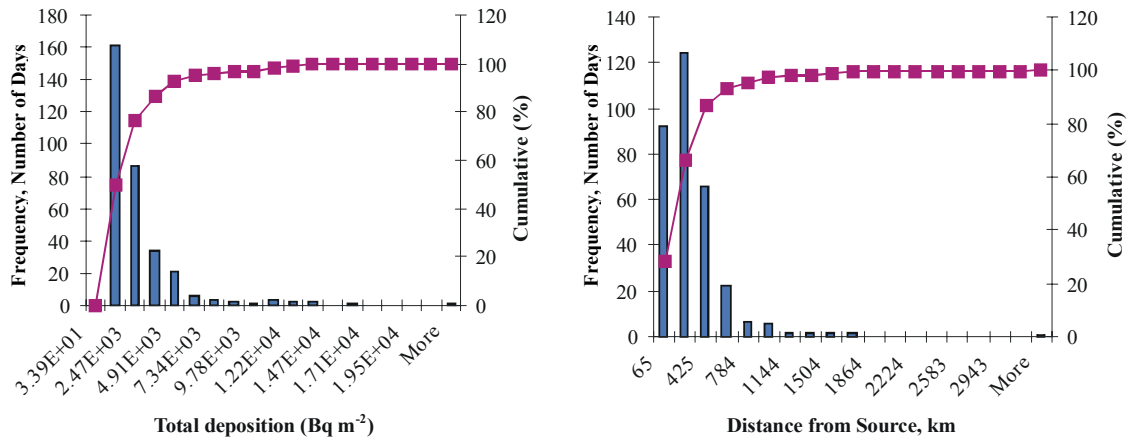 Frequency, Number of Days
180
160
140
120
100
80
60
40
20
0
120
100
80
60
40
20
0
Cumulative (%)
3.39E+01
2.47E+03
4.91E+03
7.34E+03
9.78E+03
1.22E+04
1.47E+04
1.71E+04
1.95E+04
More
Total deposition (Bq m-2)
Frequency, Number of Days
140
120
100
80
60
40
20
0
120
100
80
60
40
20
0
Cumulative (%)
65
425
784
1144
1504
1864
2224
2583
2943
More
Distance from Source, km